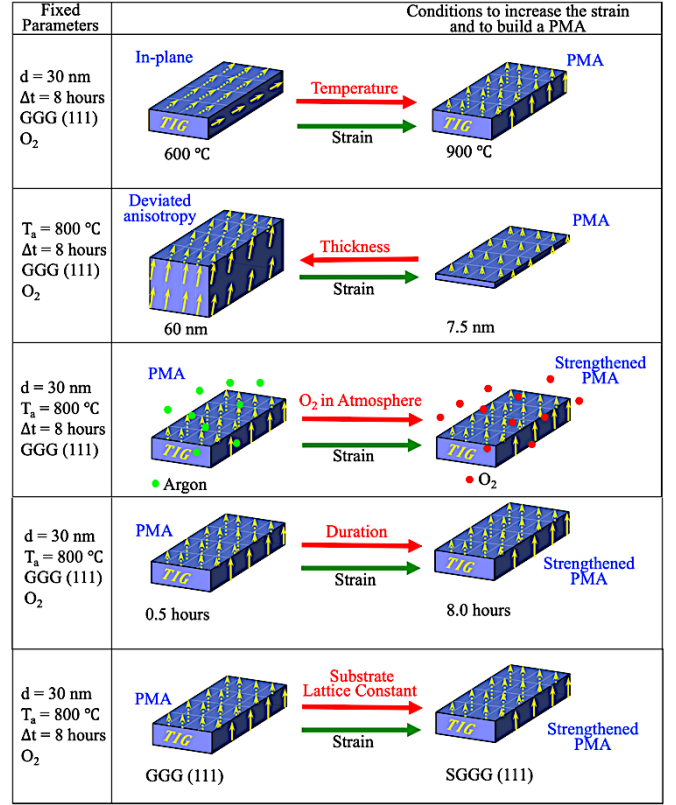 Fixed
Parameters
Conditions to increase the strain
and to build a PMA
d = 30 nm
Δt = 8 hours
GGG (111)
O₂
In-plane
TIG
600 °C
Temperature
Strain
PMA
TIG
900 °C
Tₐ = 800 °C
Δt = 8 hours
GGG (111)
O₂
Deviated
anisotropy
60 nm
Thickness
Strain
PMA
7.5 nm
d = 30 nm
Tₐ = 800 °C
Δt = 8 hours
GGG (111)
PMA
TIG
Argon
O₂ in Atmosphere
Strain
Strengthened
PMA
TIG
O₂
d = 30 nm
Tₐ = 800 °C
GGG (111)
O₂
PMA
TIG
0.5 hours
Duration
Strain
TIG
Strengthened
PMA
8.0 hours
d = 30 nm
Tₐ = 800 °C
Δt = 8 hours
O₂
PMA
TIG
GGG (111)
Substrate
Lattice Constant
Strain
TIG
Strengthened
PMA
SGGG (111)